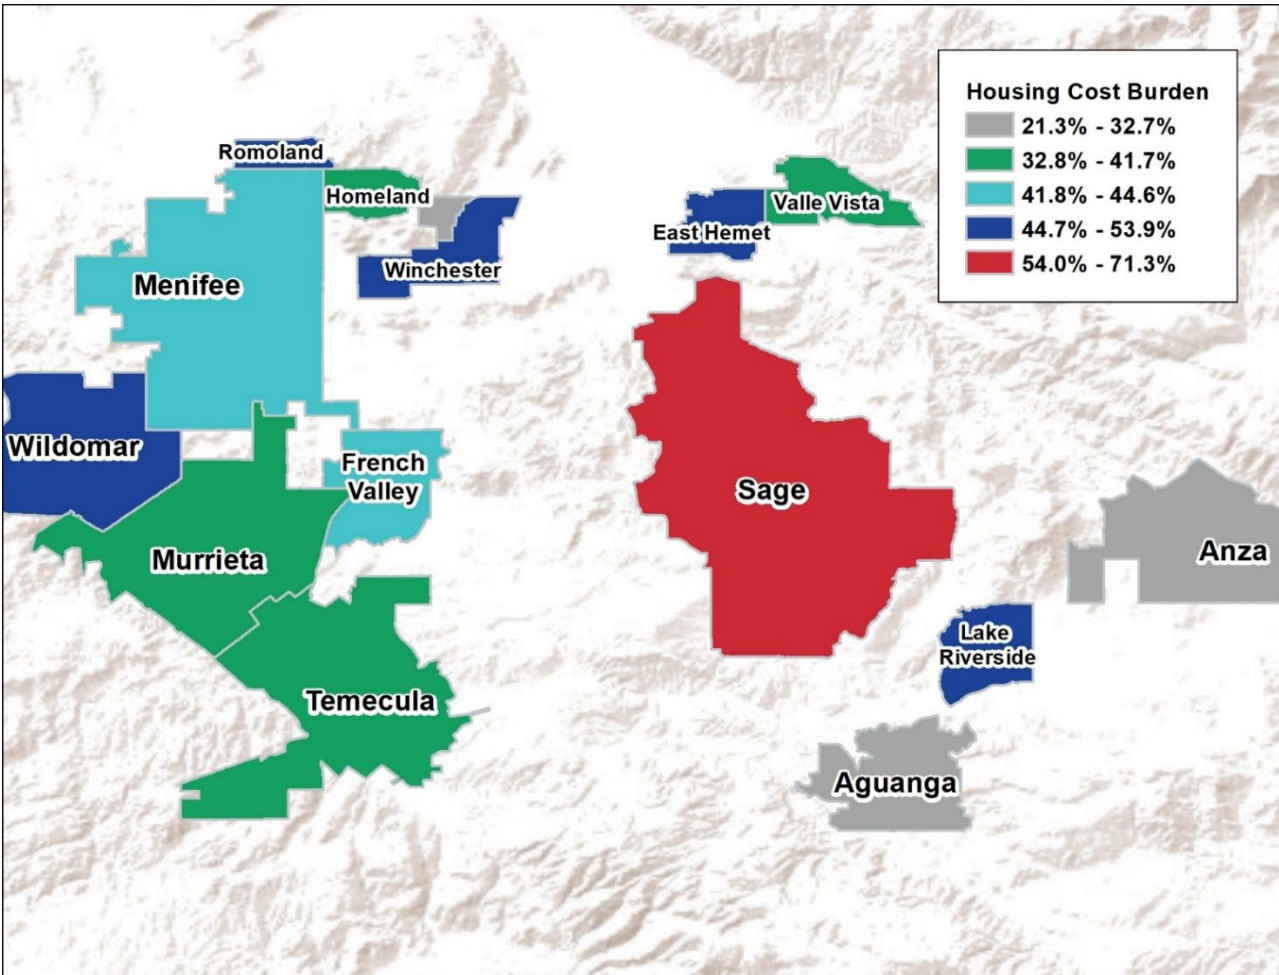 Housing Cost Burden
21.3% - 32.7%
32.8% - 41.7%
41.8% - 44.6%
44.7% - 53.9%
54.0% - 71.3%
Romoland
Homeland
Valle Vista
East Hemet
Winchester
Menifee
Wildomar
French
Valley
Sage
Murrieta
Anza
Lake
Riverside
Temecula
Aguanga